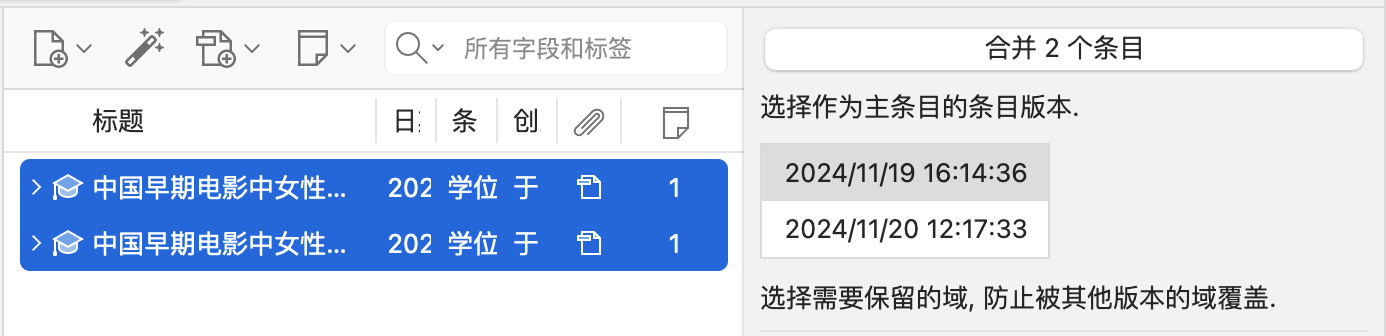 所有字段和标签
标题 日 条 创
中国早期电影中女性... 202 学位 于 1
中国早期电影中女性... 202 学位 于 1
合并 2 个条目
选择作为主条目的条目版本.
2024/11/19 16:14:36
2024/11/20 12:17:33
选择需要保留的域, 防止被其他版本的域覆盖.